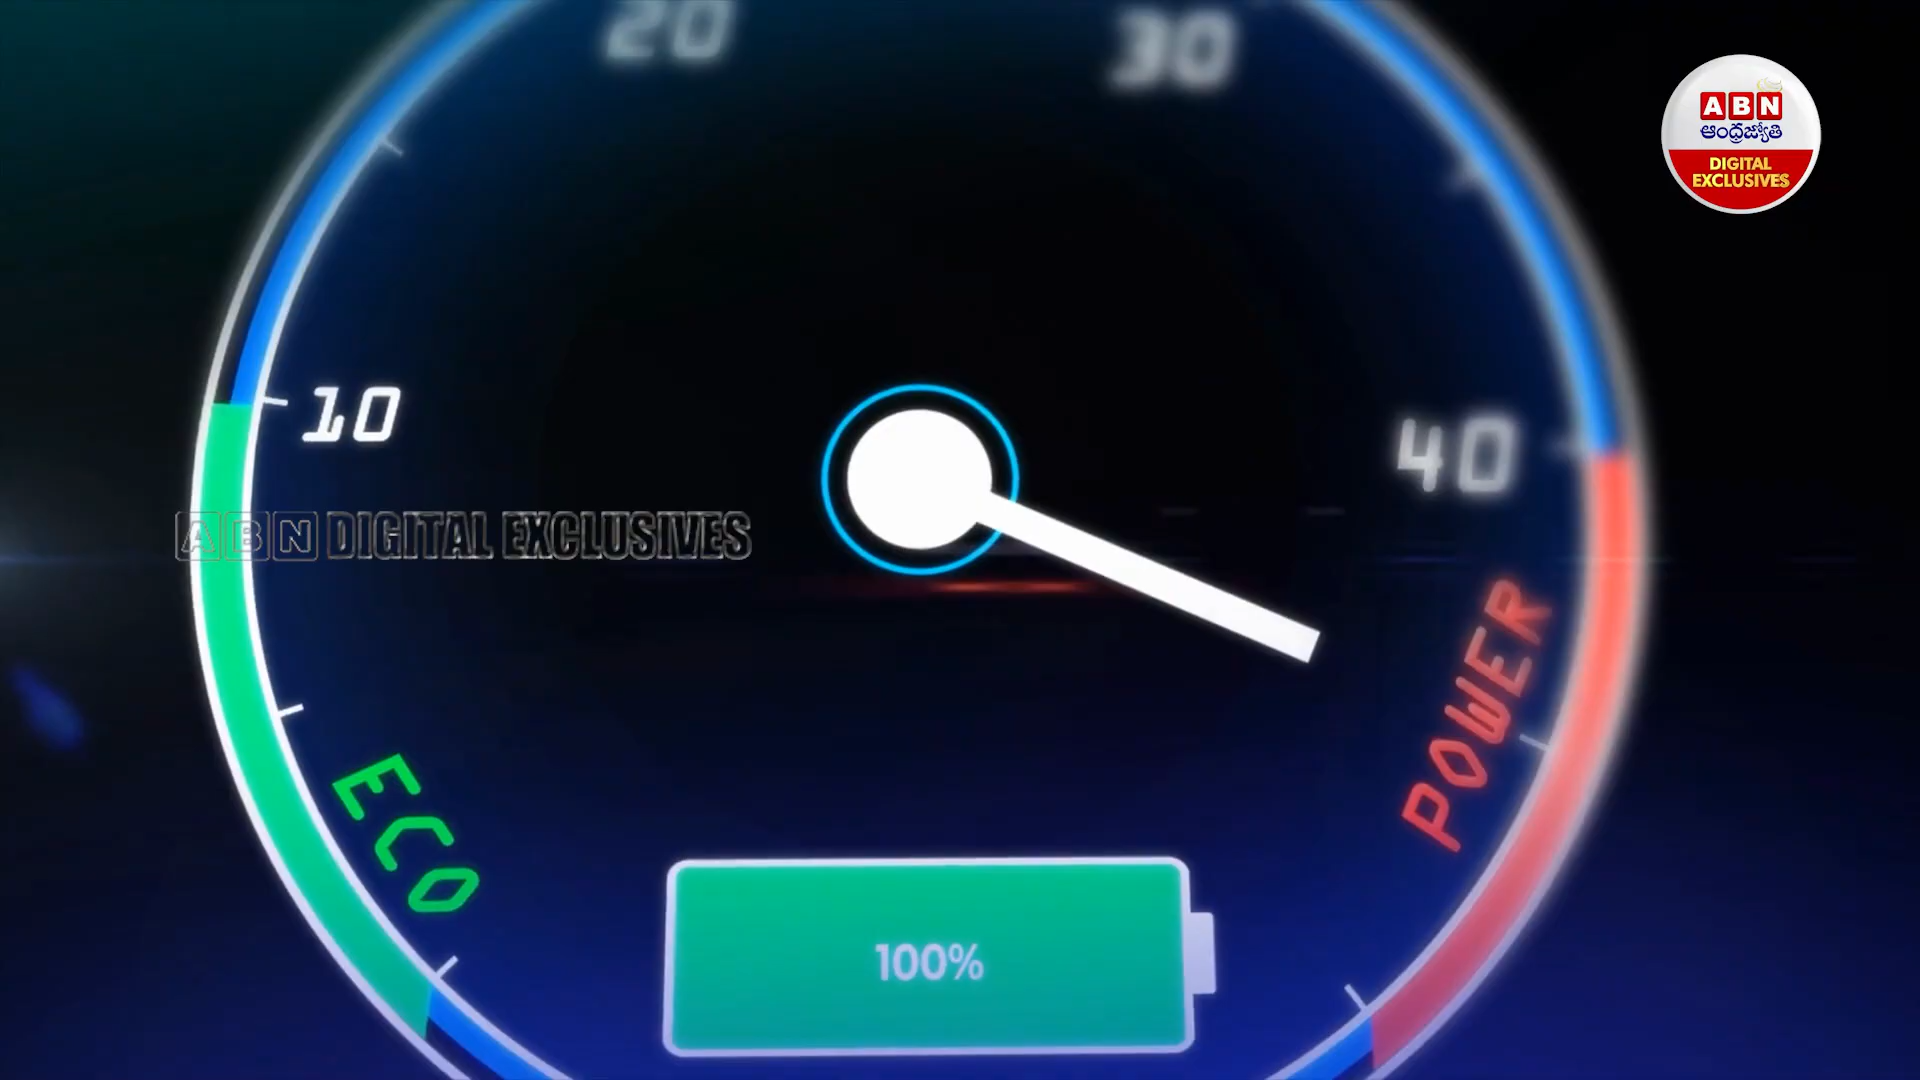 20
30
ABN
ఆంధ్రజ్యోతి
DIGITAL
EXCLUSIVES
10
40
ABN DIGITAL EXCLUSIVES
POWER
ECO
100%